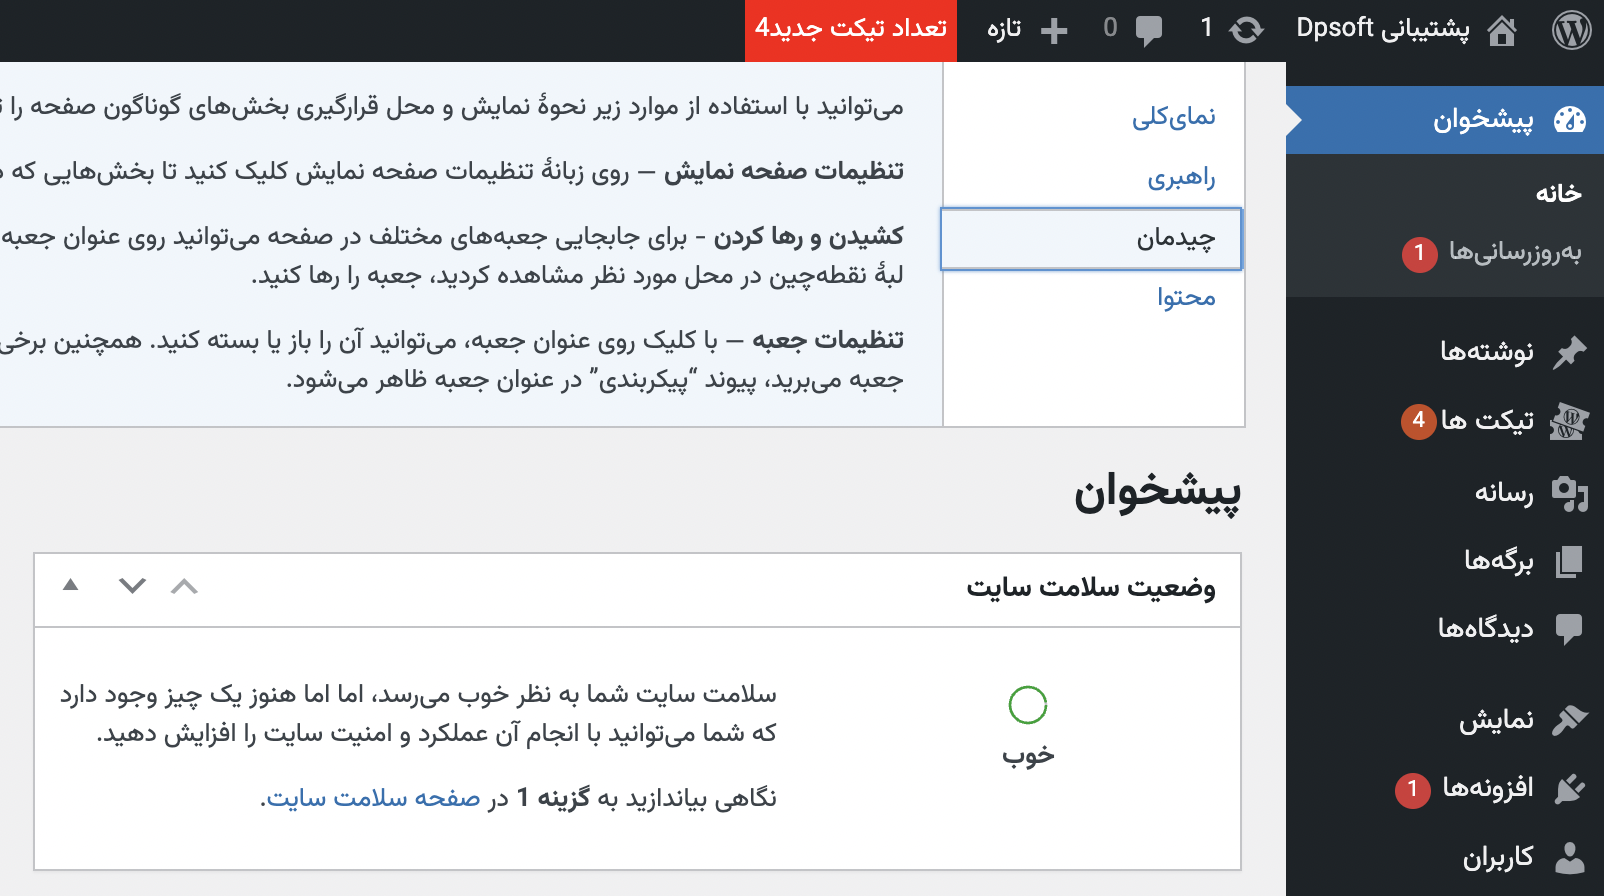 پشتیبانی Dpsoft
1
0
تازه
تعداد تیکت جدید4
پیشخوان
خانه
به‌روزرسانی‌ها 1
نوشته‌ها
تیکت ها 4
رسانه
برگه‌ها
دیدگاه‌ها
نمایش
افزونه‌ها 1
کاربران
نمای‌کلی
راهبری
چیدمان
محتوا
می‌توانید با استفاده از موارد زیر نحوهٔ نمایش و محل قرارگیری بخش‌های گوناگون صفحه را
تنظیمات صفحه نمایش — روی زبانهٔ تنظیمات صفحه نمایش کلیک کنید تا بخش‌هایی که
کشیدن و رها کردن - برای جابجایی جعبه‌های مختلف در صفحه می‌توانید روی عنوان جعبه
لبهٔ نقطه‌چین در محل مورد نظر مشاهده کردید، جعبه را رها کنید.
تنظیمات جعبه — با کلیک روی عنوان جعبه، می‌توانید آن را باز یا بسته کنید. همچنین برخی
جعبه می‌برید، پیوند “پیکربندی” در عنوان جعبه ظاهر می‌شود.
پیشخوان
وضعیت سلامت سایت
خوب
سلامت سایت شما به نظر خوب می‌رسد، اما اما هنوز یک چیز وجود دارد
که شما می‌توانید با انجام آن عملکرد و امنیت سایت را افزایش دهید.
نگاهی بیاندازید به گزینه 1 در صفحه سلامت سایت.